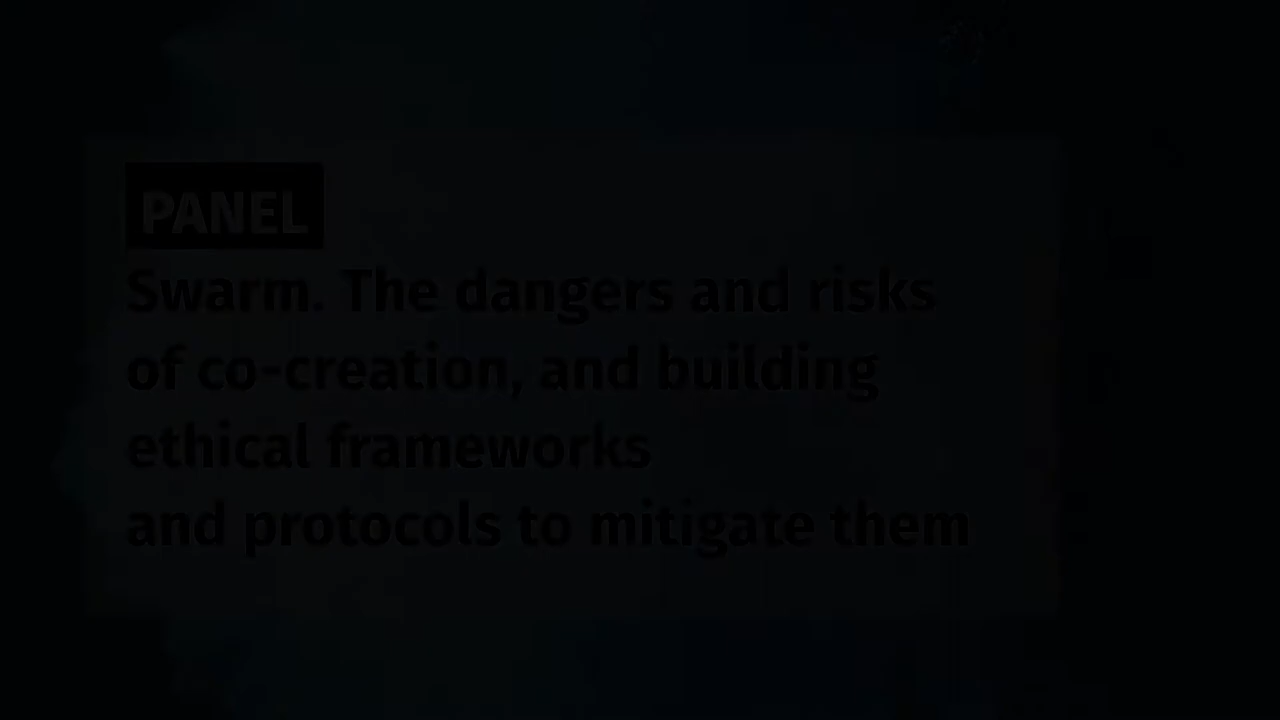 PANEL
Swarm. The dangers and risks
of co-creation, and building
ethical frameworks
and protocols to mitigate them